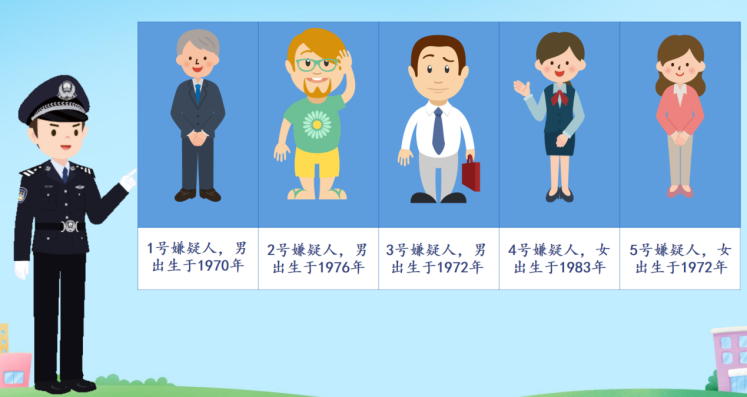 1号嫌疑人，男
出生于1970年
2号嫌疑人，男
出生于1976年
3号嫌疑人，男
出生于1972年
4号嫌疑人，女
出生于1983年
5号嫌疑人，女
出生于1972年